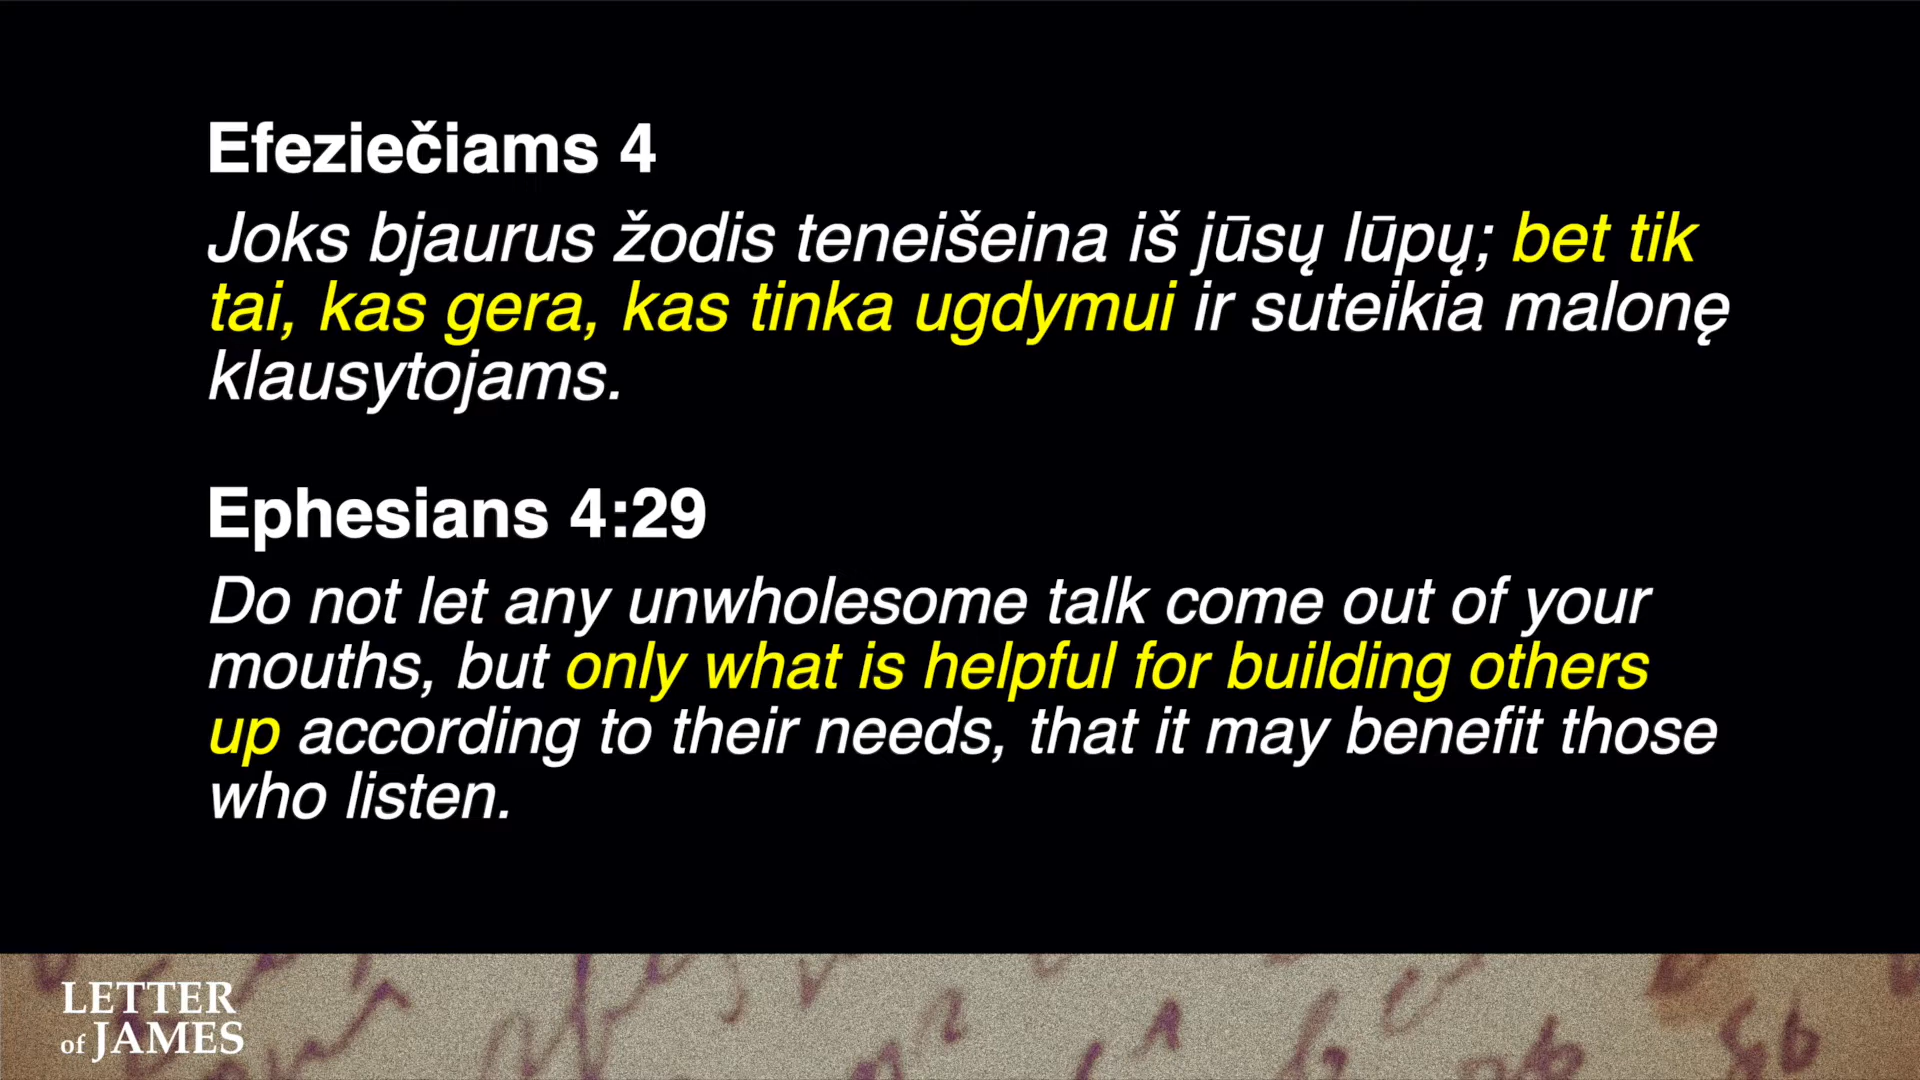 Efeziečiams 4
Joks bjaurus žodis teneišeina iš jūsų lūpų; bet tik
tai, kas gera, kas tinka ugdymui ir suteikia malonę
klausytojams.
Ephesians 4:29
Do not let any unwholesome talk come out of your
mouths, but only what is helpful for building others
up according to their needs, that it may benefit those
who listen.
LETTER
of JAMES